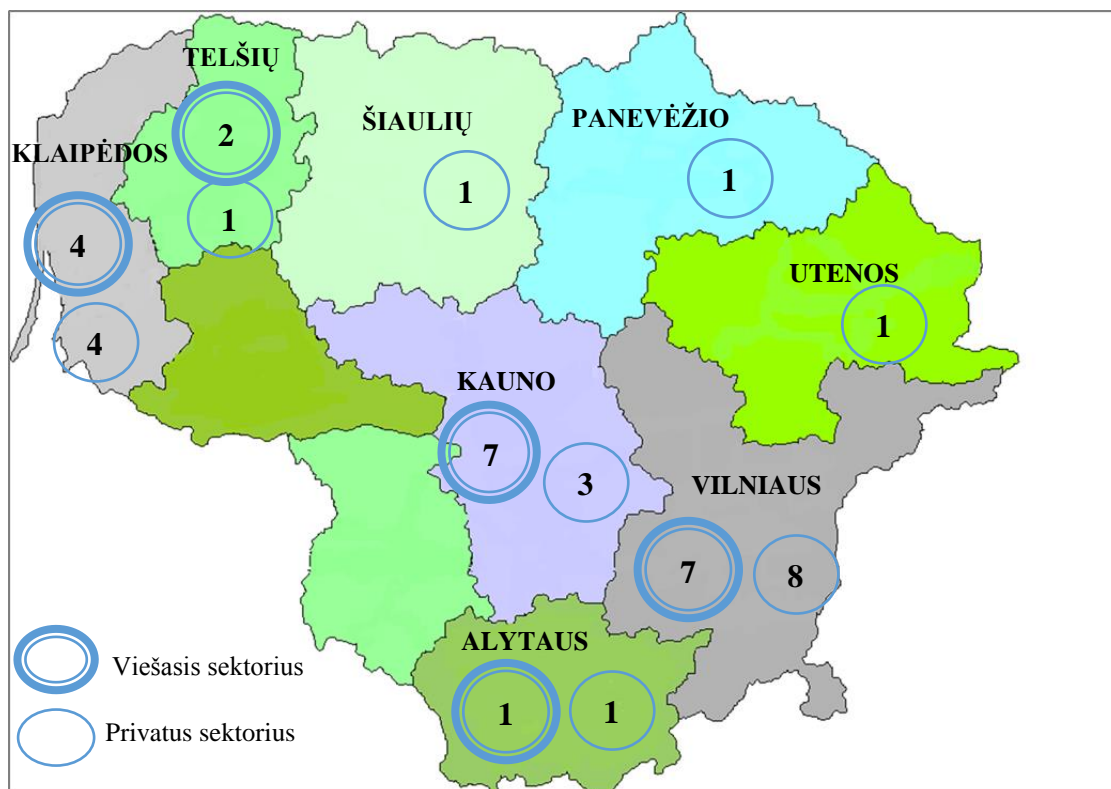 TELŠIŲ
2
1
KLAIPĖDOS
4
4
ŠIAULIŲ
1
PANEVĖŽIO
1
UTENOS
1
KAUNO
7
3
VILNIAUS
7
8
ALYTAUS
1
1
Viešasis sektorius
Privatus sektorius